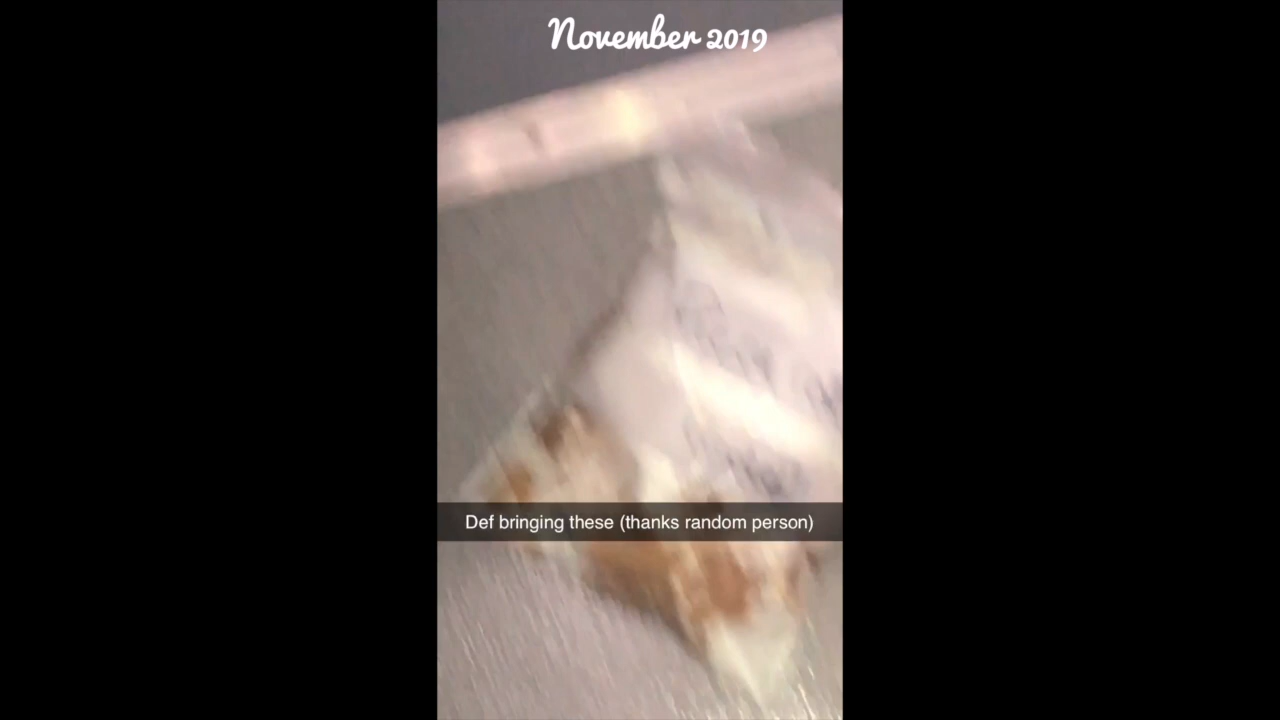 November 2019
Def bringing these (thanks random person)